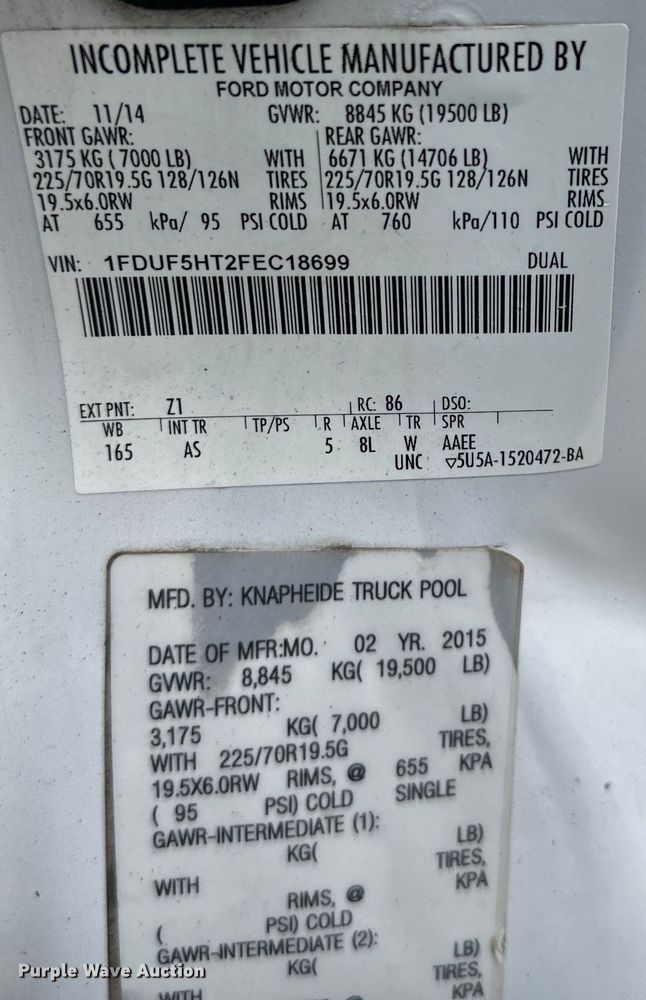 INCOMPLETE VEHICLE MANUFACTURED BY
FORD MOTOR COMPANY
DATE: 11/14 GVWR: 8845 KG (19500 LB)
FRONT GAWR: REAR GAWR:
3175 KG ( 7000 LB) WITH 6671 KG (14706 LB) WITH
225/70R19.5G 128/126N TIRES 225/70R19.5G 128/126N TIRES
19.5x6.0RW RIMS 19.5x6.0RW RIMS
AT 655 kPa/ 95 PSI COLD AT 760 kPa/110 PSI COLD
VIN: 1FDUF5HT2FEC18699 DUAL
EXT PNT: Z1 RC: 86 DSO:
WB INT TR TP/PS R AXLE TR SPR
165 AS 5 8L W AAEE
UNC ▽5U5A-1520472-BA
MFD. BY: KNAPHEIDE TRUCK POOL
DATE OF MFR:MO. 02 YR. 2015
GVWR: 8,845 KG( 19,500 LB)
GAWR-FRONT:
3,175 KG( 7,000 LB)
WITH 225/70R19.5G TIRES,
19.5X6.0RW RIMS, @ 655 KPA
( 95 PSI) COLD SINGLE
GAWR-INTERMEDIATE (1):
KG( LB)
WITH TIRES,
RIMS, @ KPA
( PSI) COLD
GAWR-INTERMEDIATE (2):
KG( LB)
WITH TIRES,
Purple Wave Auction